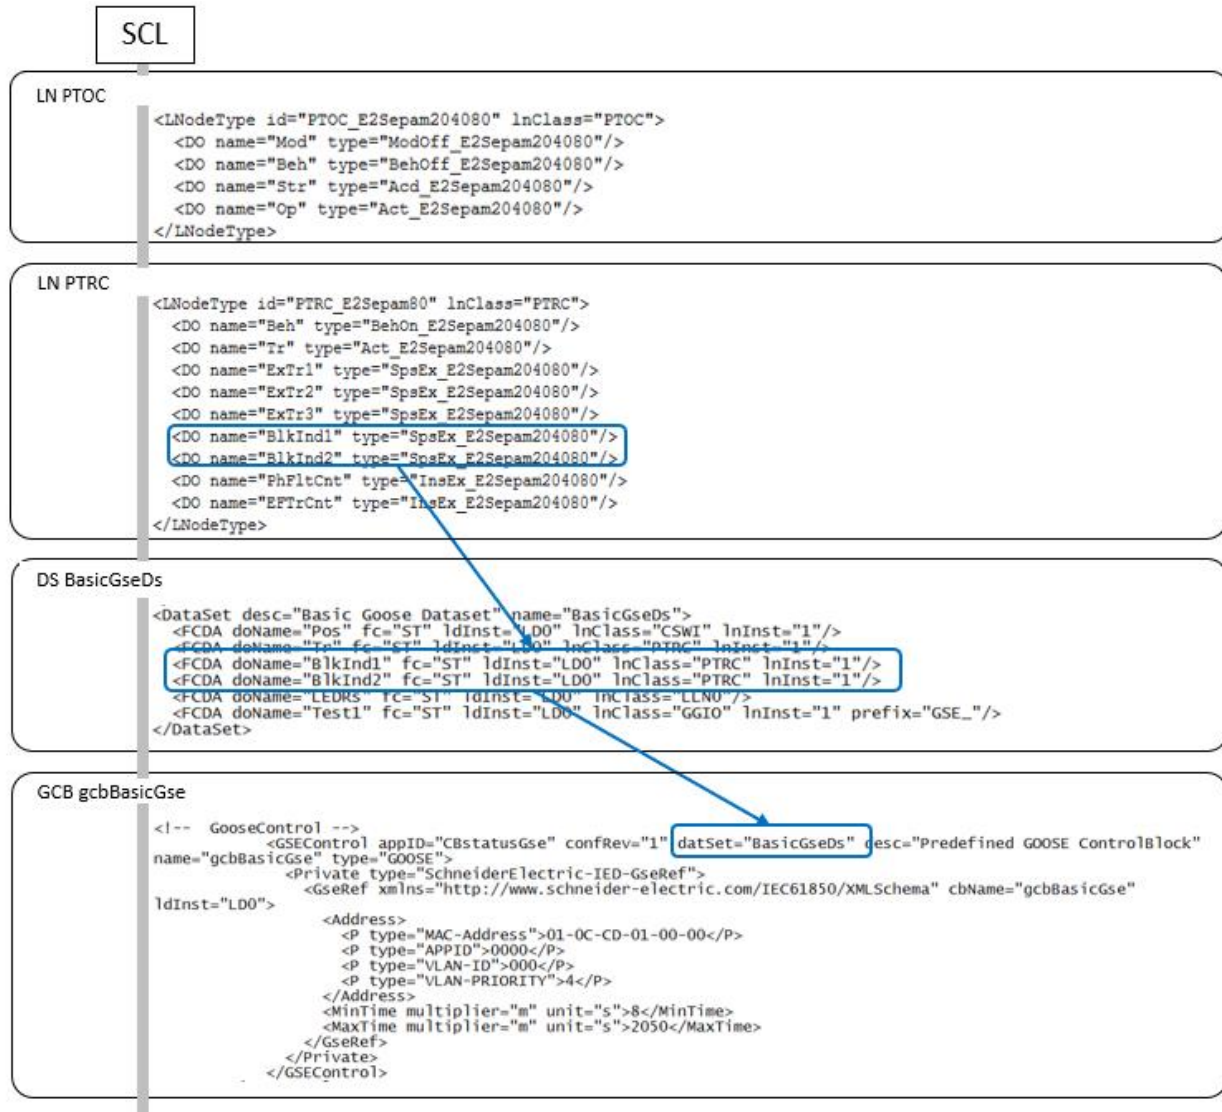 SCL
LN PTOC
<LNodeType id="PTOC_E2Sepam204080" lnClass="PTOC">
<DO name="Mod" type="ModOff_E2Sepam204080"/>
<DO name="Beh" type="BehOff_E2Sepam204080"/>
<DO name="Str" type="Acd_E2Sepam204080"/>
<DO name="Op" type="Act_E2Sepam204080"/>
</LNodeType>
LN PTRC
<LNodeType id="PTRC_E2Sepam80" lnClass="PTRC">
<DO name="Beh" type="BehOn_E2Sepam204080"/>
<DO name="Tr" type="Act_E2Sepam204080"/>
<DO name="ExTr1" type="SpsEx_E2Sepam204080"/>
<DO name="ExTr2" type="SpsEx_E2Sepam204080"/>
<DO name="ExTr3" type="SpsEx_E2Sepam204080"/>
<DO name="BlkInd1" type="SpsEx_E2Sepam204080"/>
<DO name="BlkInd2" type="SpsEx_E2Sepam204080"/>
<DO name="PhFltCnt" type="InsEx_E2Sepam204080"/>
<DO name="EFTrCnt" type="InsEx_E2Sepam204080"/>
</LNodeType>
DS BasicGseDs
<DataSet desc="Basic Goose Dataset" name="BasicGseDs">
<FCDA doName="Pos" fc="ST" ldInst="LD0" lnClass="CSWI" lnInst="1"/>
<FCDA doName="Tr" fc="ST" ldInst="LD0" lnClass="PTRC" lnInst="1"/>
<FCDA doName="BlkInd1" fc="ST" ldInst="LD0" lnClass="PTRC" lnInst="1"/>
<FCDA doName="BlkInd2" fc="ST" ldInst="LD0" lnClass="PTRC" lnInst="1"/>
<FCDA doName="LEDRs" fc="ST" ldInst="LD0" lnClass="LLN0"/>
<FCDA doName="Test1" fc="ST" ldInst="LD0" lnClass="GGIO" lnInst="1" prefix="GSE_"/>
</DataSet>
GCB gcbBasicGse
<!-- GooseControl -->
<GSEControl appID="CBstatusGse" confRev="1" datSet="BasicGseDs" desc="Predefined GOOSE ControlBlock"
name="gcbBasicGse" type="GOOSE">
<Private type="SchneiderElectric-IED-GseRef">
<GseRef xmlns="http://www.schneider-electric.com/IEC61850/XMLSchema" cbName="gcbBasicGse"
ldInst="LD0">
<Address>
<P type="MAC-Address">01-0C-CD-01-00-00</P>
<P type="APPID">0000</P>
<P type="VLAN-ID">000</P>
<P type="VLAN-PRIORITY">4</P>
</Address>
<MinTime multiplier="m" unit="s">8</MinTime>
<MaxTime multiplier="m" unit="s">2050</MaxTime>
</GseRef>
</Private>
</GSEControl>